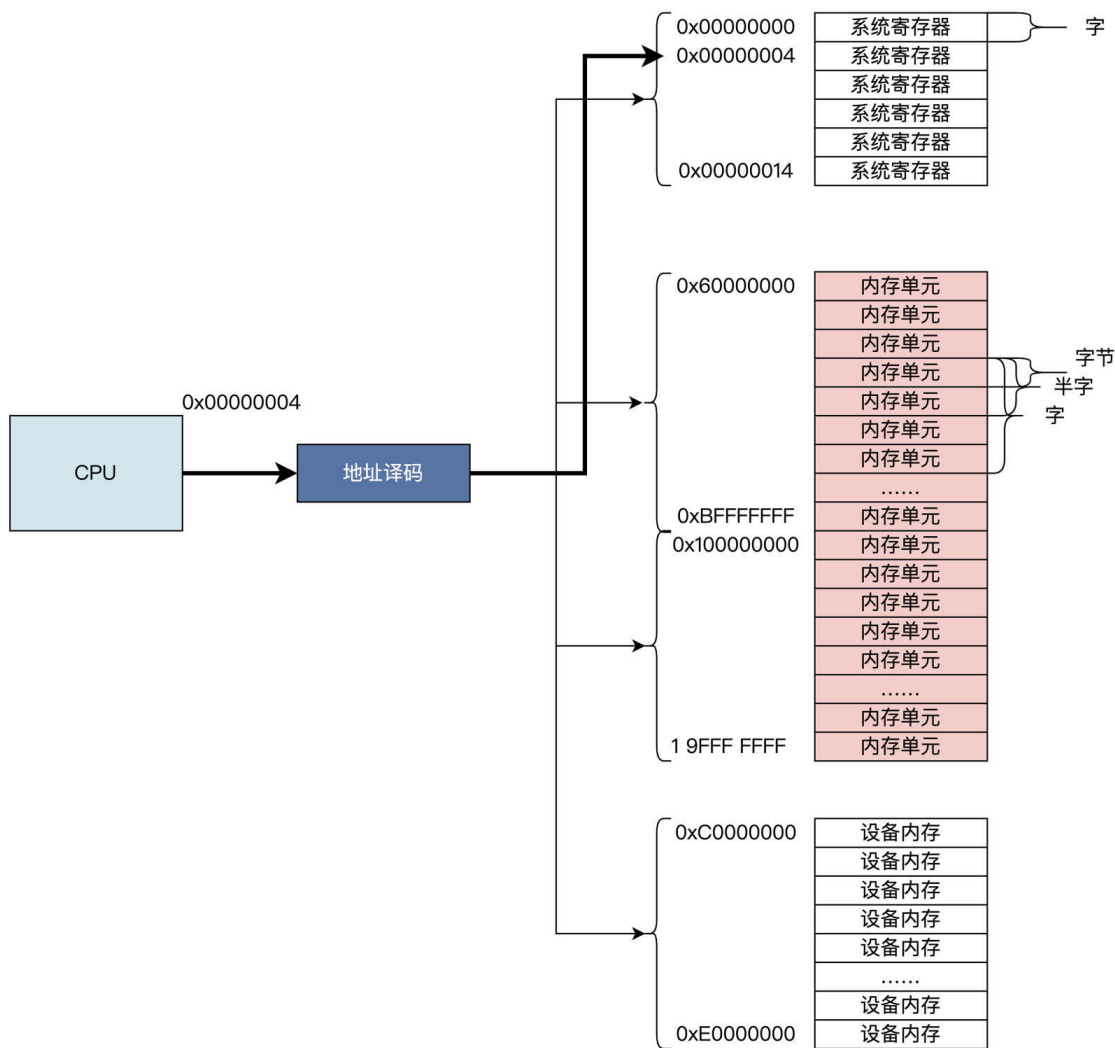 0x00000000 系统寄存器 字
0x00000004 系统寄存器
系统寄存器
系统寄存器
系统寄存器
0x00000014 系统寄存器
0x60000000 内存单元
内存单元
内存单元
字节
内存单元
半字
0x00000004 内存单元
字
内存单元
CPU 地址译码 内存单元
……
0xBFFFFFFF 内存单元
0x100000000 内存单元
内存单元
内存单元
内存单元
内存单元
……
内存单元
1 9FFF FFFF 内存单元
0xC0000000 设备内存
设备内存
设备内存
设备内存
设备内存
……
设备内存
0xE0000000 设备内存